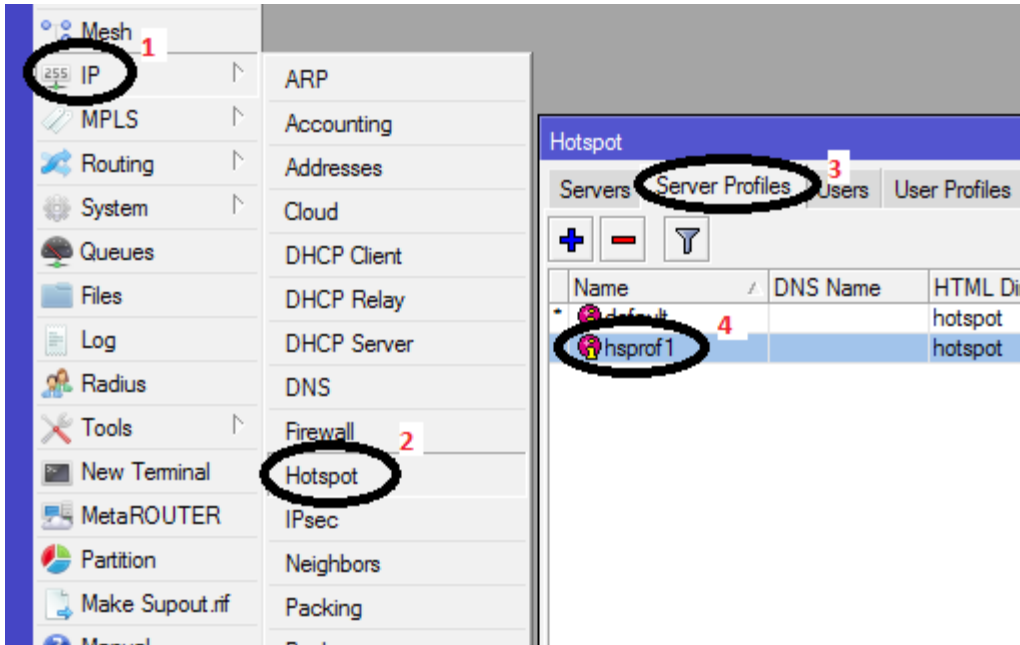 Mesh
1
255 IP
MPLS
Routing
System
Queues
Files
Log
Radius
Tools
New Terminal
MetaROUTER
Partition
Make Supout.rif
Manual
ARP
Accounting
Addresses
Cloud
DHCP Client
DHCP Relay
DHCP Server
DNS
Firewall
2
Hotspot
IPsec
Neighbors
Packing
Hotspot
3
Servers Server Profiles Users User Profiles
Name DNS Name HTML Di
* default hotspot
4
hsprof1 hotspot